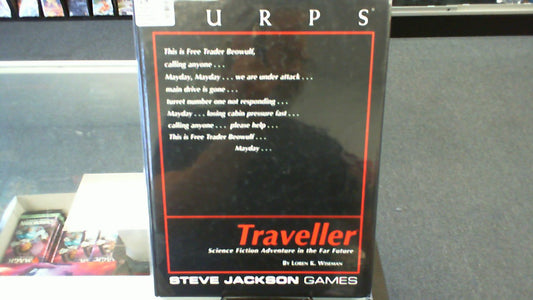 URPS
This is Free Trader Beowulf,
calling anyone . . .
Mayday, Mayday . . . we are under attack . . .
main drive is gone . . .
turret number one not responding . . .
Mayday . . . losing cabin pressure fast . . .
calling anyone . . . please help . . .
This is Free Trader Beowulf . . .
Mayday . . .
Traveller
Science Fiction Adventure in the Far Future
BY LOREN K. WISEMAN
STEVE JACKSON GAMES